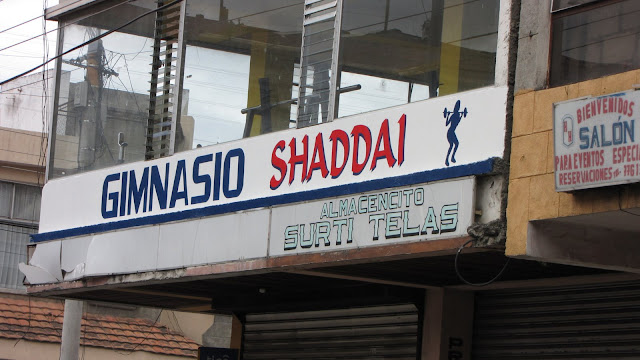 GIMNASIO SHADDAI
ALMACENCITO
SURTI TELAS
BIENVENIDOS
SALÓN
PARA EVENTOS
RESERVACIONES